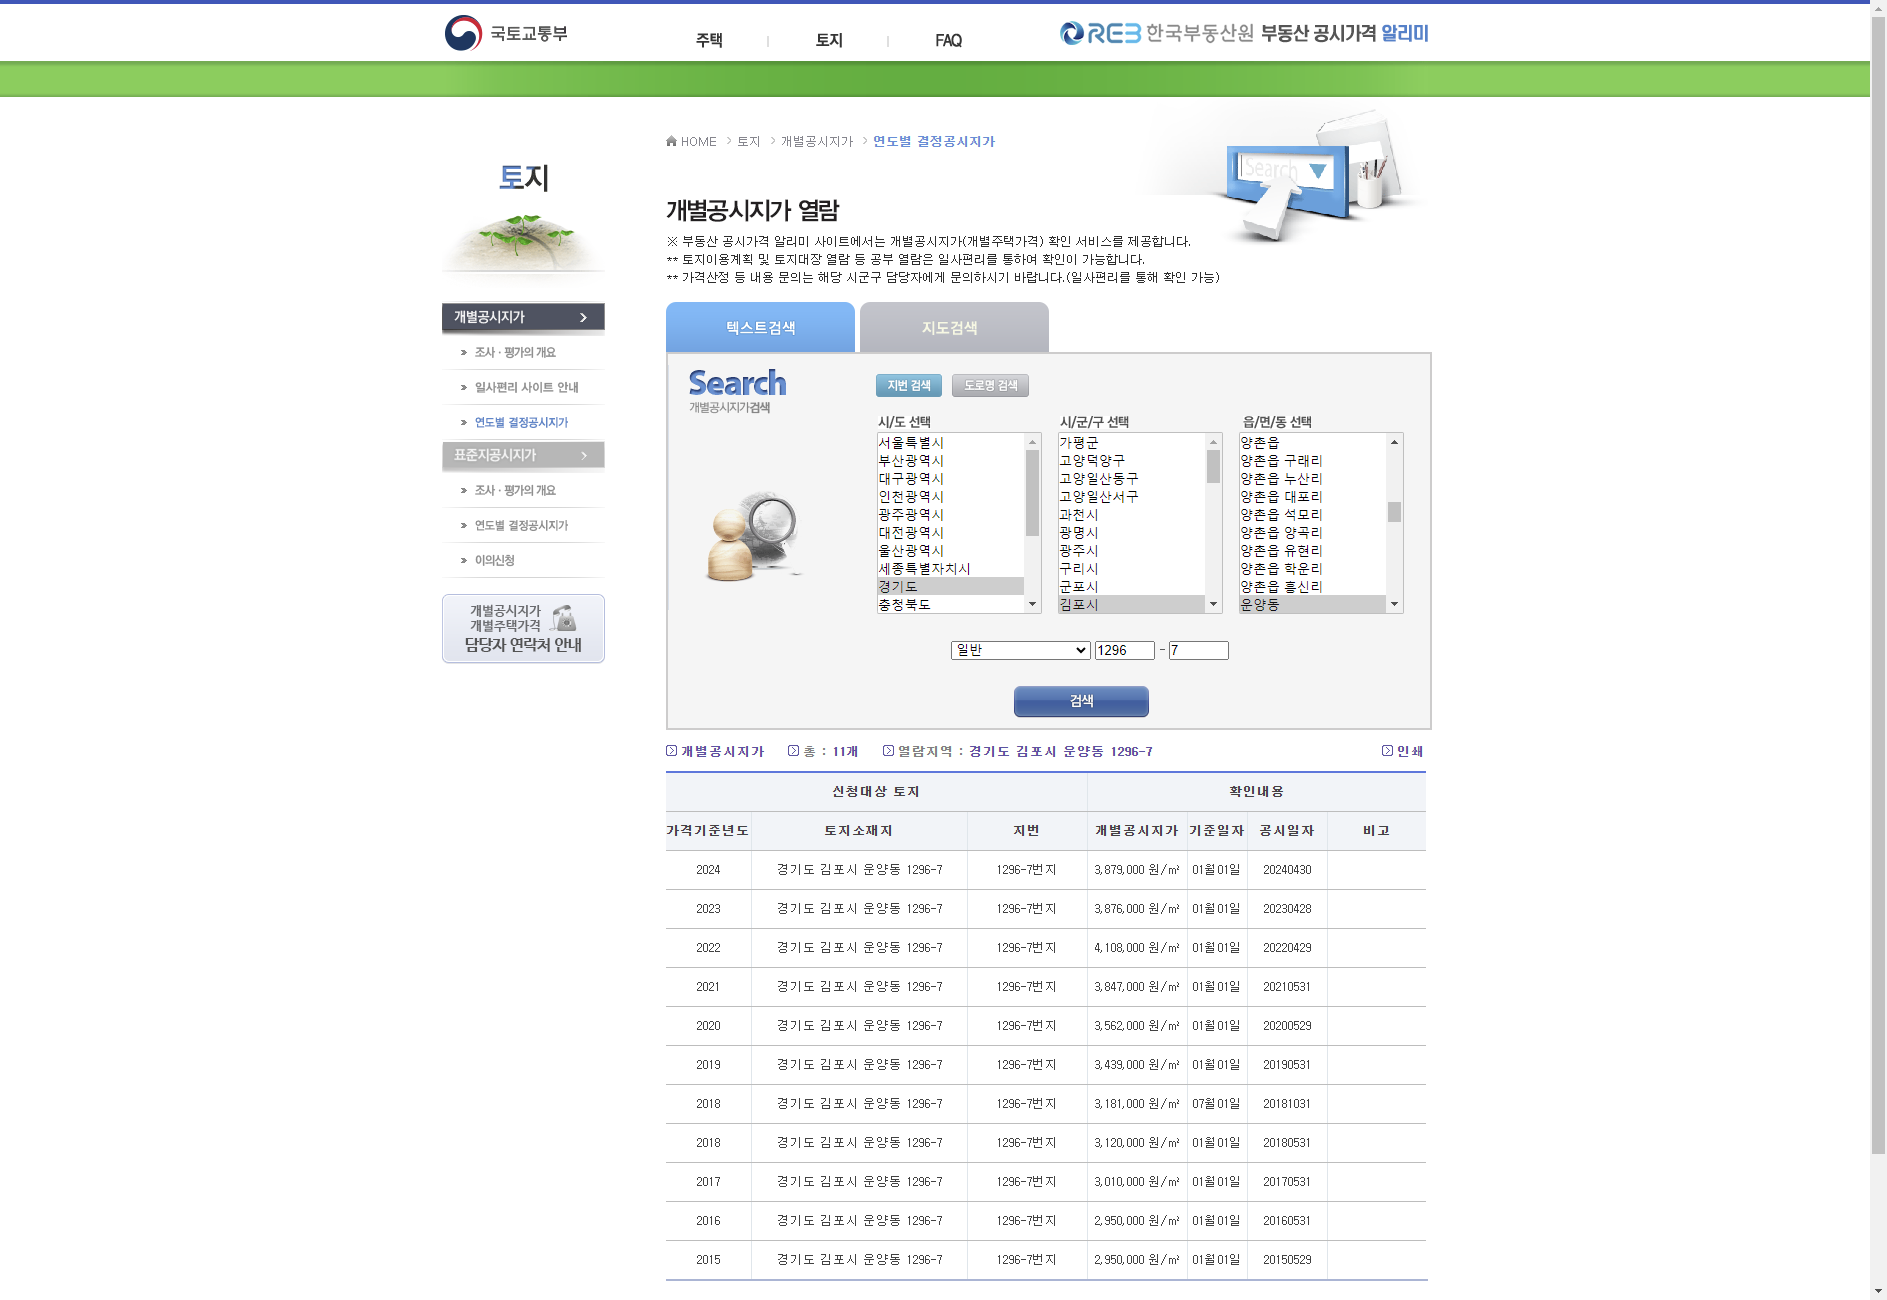 국토교통부
주택
토지
FAQ
REB 한국부동산원 부동산 공시가격 알리미
HOME > 토지 > 개별공시지가 > 연도별 결정공시지가
토지
Search
개별공시지가 열람
※ 부동산 공시가격 알리미 사이트에서는 개별공시지가(개별주택가격) 확인 서비스를 제공합니다.
** 토지이용계획 및 토지대장 열람 등 공부 열람은 일사편리를 통하여 확인이 가능합니다.
** 가격산정 등 내용 문의는 해당 시군구 담당자에게 문의하시기 바랍니다.(일사편리를 통해 확인 가능)
개별공시지가
» 조사ㆍ평가의 개요
» 일사편리 사이트 안내
» 연도별 결정공시지가
표준지공시지가
» 조사ㆍ평가의 개요
» 연도별 결정공시지가
» 이의신청
개별공시지가
개별주택가격
담당자 연락처 안내
텍스트검색
지도검색
Search
개별공시지가검색
지번 검색
도로명 검색
시/도 선택
서울특별시
부산광역시
대구광역시
인천광역시
광주광역시
대전광역시
울산광역시
세종특별자치시
경기도
충청북도
시/군/구 선택
가평군
고양덕양구
고양일산동구
고양일산서구
과천시
광명시
광주시
구리시
군포시
김포시
읍/면/동 선택
양촌읍
양촌읍 구래리
양촌읍 누산리
양촌읍 대포리
양촌읍 석모리
양촌읍 양곡리
양촌읍 유현리
양촌읍 학운리
양촌읍 흥신리
운양동
일반 1296 - 7
검색
개별공시지가 총 : 11개 열람지역 : 경기도 김포시 운양동 1296-7 인쇄
신청대상 토지 확인내용
가격기준년도 토지소재지 지번 개별공시지가 기준일자 공시일자 비고
2024 경기도 김포시 운양동 1296-7 1296-7번지 3,879,000 원/㎡ 01월01일 20240430
2023 경기도 김포시 운양동 1296-7 1296-7번지 3,876,000 원/㎡ 01월01일 20230428
2022 경기도 김포시 운양동 1296-7 1296-7번지 4,108,000 원/㎡ 01월01일 20220429
2021 경기도 김포시 운양동 1296-7 1296-7번지 3,847,000 원/㎡ 01월01일 20210531
2020 경기도 김포시 운양동 1296-7 1296-7번지 3,562,000 원/㎡ 01월01일 20200529
2019 경기도 김포시 운양동 1296-7 1296-7번지 3,439,000 원/㎡ 01월01일 20190531
2018 경기도 김포시 운양동 1296-7 1296-7번지 3,181,000 원/㎡ 07월01일 20181031
2018 경기도 김포시 운양동 1296-7 1296-7번지 3,120,000 원/㎡ 01월01일 20180531
2017 경기도 김포시 운양동 1296-7 1296-7번지 3,010,000 원/㎡ 01월01일 20170531
2016 경기도 김포시 운양동 1296-7 1296-7번지 2,950,000 원/㎡ 01월01일 20160531
2015 경기도 김포시 운양동 1296-7 1296-7번지 2,950,000 원/㎡ 01월01일 20150529